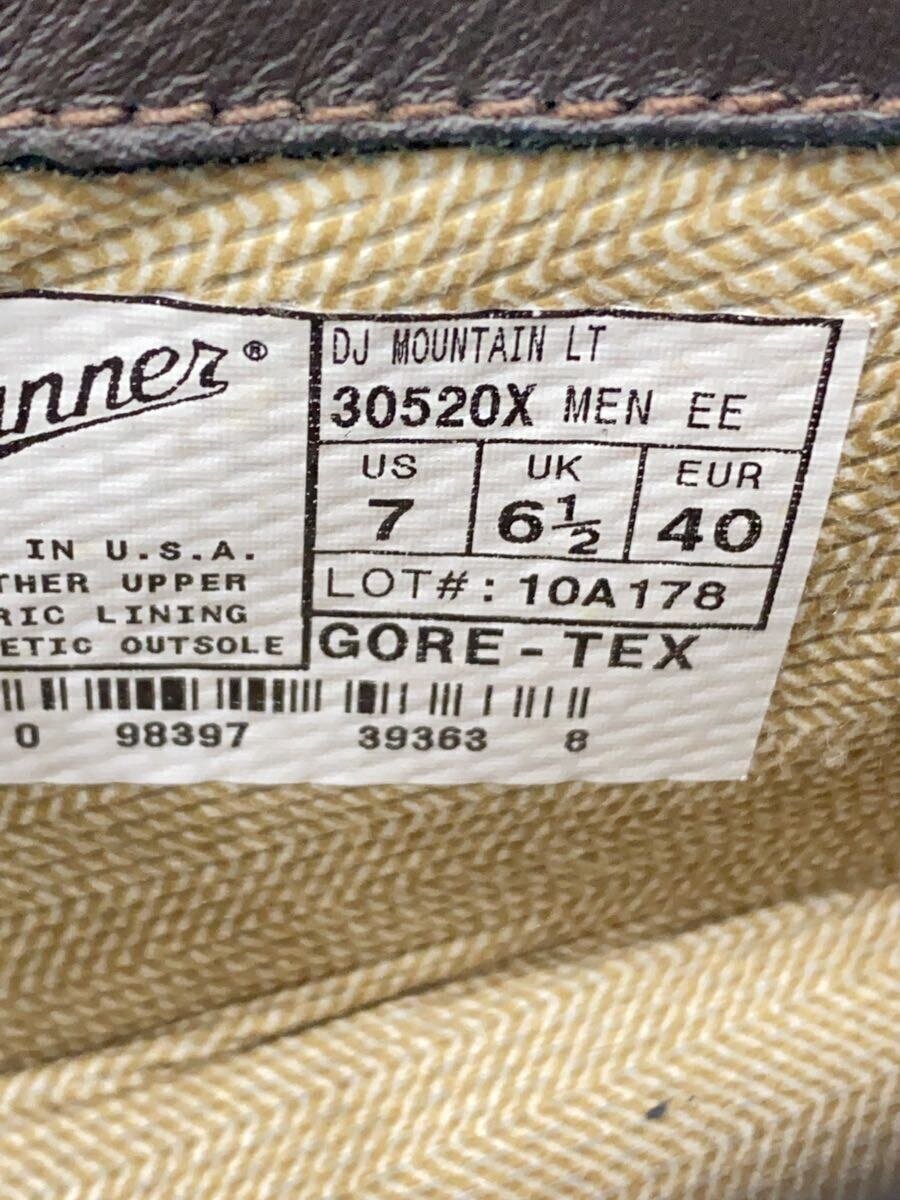 anner®
IN U.S.A.
THER UPPER
RIC LINING
ETIC OUTSOLE
DJ MOUNTAIN LT
30520X MEN EE
US UK EUR
7 6½ 40
LOT#: 10A178
GORE-TEX
0 98397 39363 8